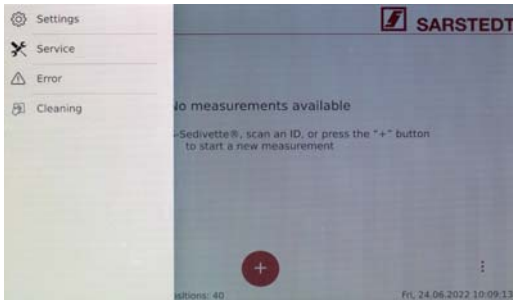 Settings
Service
Error
Cleaning
SARSTEDT
No measurements available
-Sedivette®, scan an ID, or press the "+" button
to start a new measurement
+
sitions: 40
Fri, 24.06.2022 10:09:13